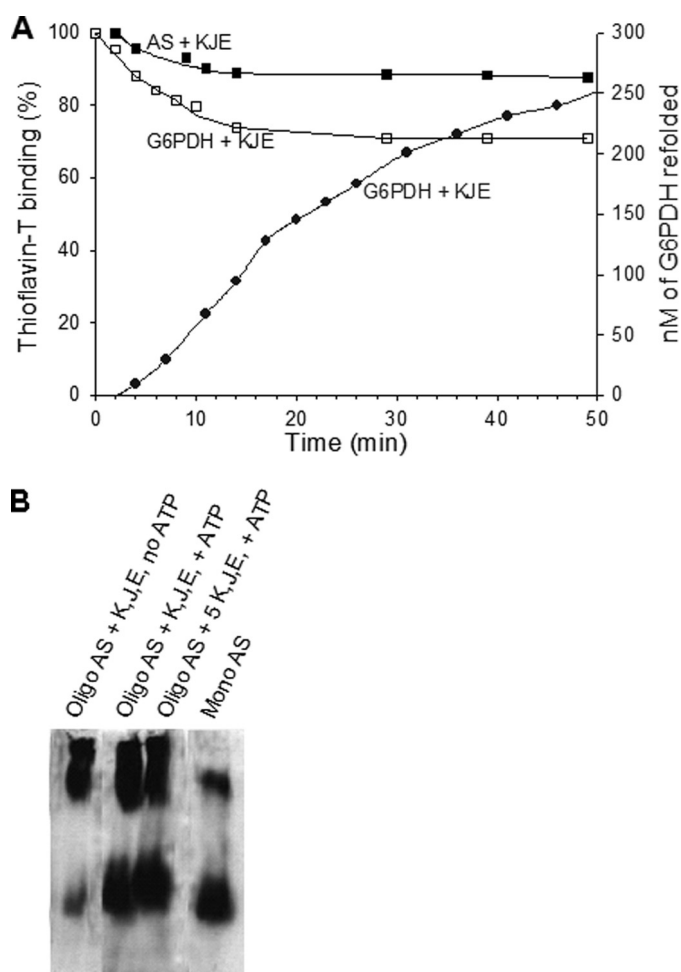 A
100
80
60
40
20
0
Thioflavin-T binding (%)
AS + KJE
G6PDH + KJE
G6PDH + KJE
300
250
200
150
100
50
0
nM of G6PDH refolded
0
10
20
30
40
50
Time (min)
B
Oligo AS + K,J,E, no ATP
Oligo AS + K,J,E, + ATP
Oligo AS + 5 K,J,E, + ATP
Mono AS